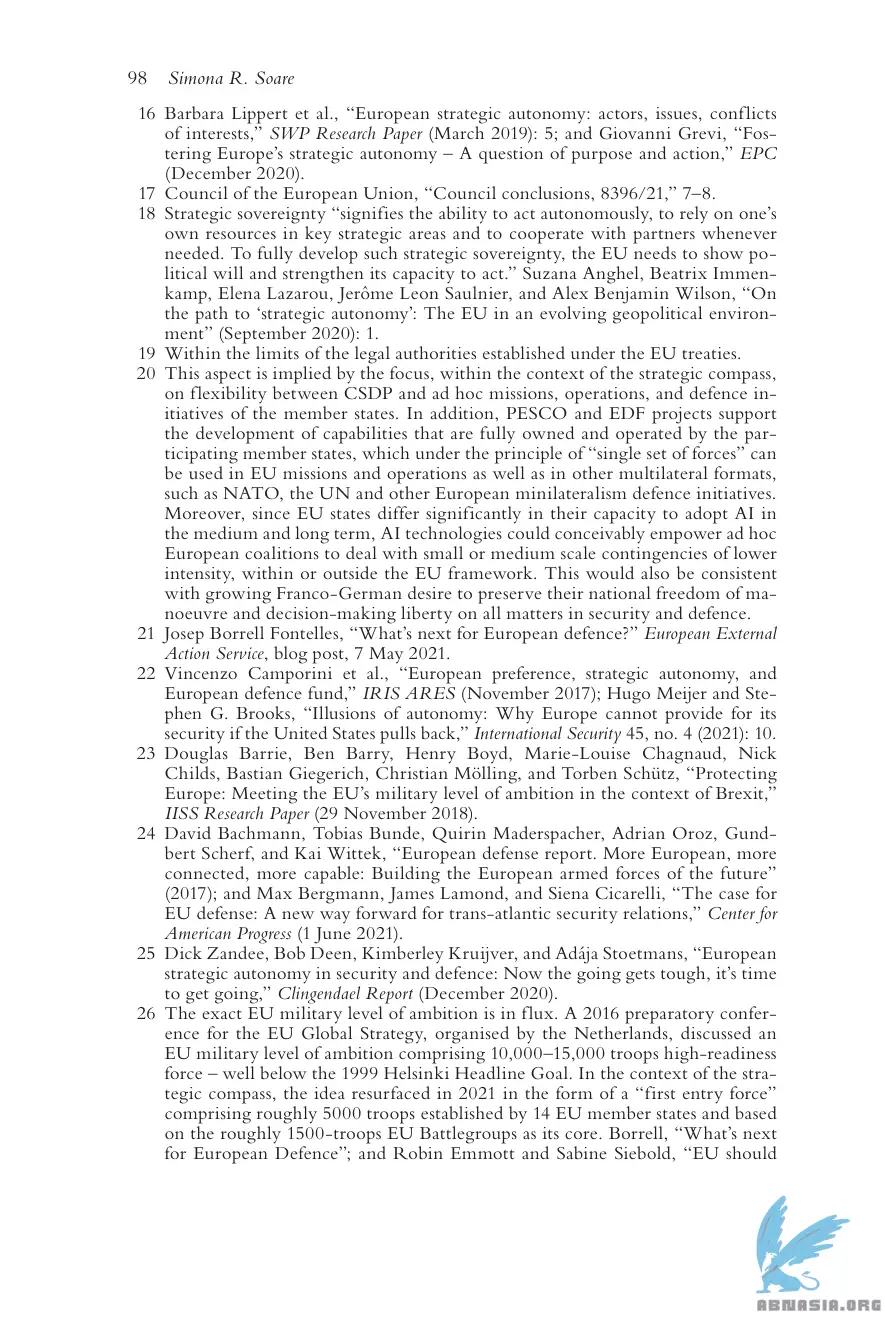 98 Simona R. Soare
16 Barbara Lippert et al., “European strategic autonomy: actors, issues, conflicts
of interests,” SWP Research Paper (March 2019): 5; and Giovanni Grevi, “Fos-
tering Europe’s strategic autonomy – A question of purpose and action,” EPC
(December 2020).
17 Council of the European Union, “Council conclusions, 8396/21,” 7–8.
18 Strategic sovereignty “signifies the ability to act autonomously, to rely on one’s
own resources in key strategic areas and to cooperate with partners whenever
needed. To fully develop such strategic sovereignty, the EU needs to show po-
litical will and strengthen its capacity to act.” Suzana Anghel, Beatrix Immen-
kamp, Elena Lazarou, Jerôme Leon Saulnier, and Alex Benjamin Wilson, “On
the path to ‘strategic autonomy’: The EU in an evolving geopolitical environ-
ment” (September 2020): 1.
19 Within the limits of the legal authorities established under the EU treaties.
20 This aspect is implied by the focus, within the context of the strategic compass,
on flexibility between CSDP and ad hoc missions, operations, and defence in-
itiatives of the member states. In addition, PESCO and EDF projects support
the development of capabilities that are fully owned and operated by the par-
ticipating member states, which under the principle of “single set of forces” can
be used in EU missions and operations as well as in other multilateral formats,
such as NATO, the UN and other European minilateralism defence initiatives.
Moreover, since EU states differ significantly in their capacity to adopt AI in
the medium and long term, AI technologies could conceivably empower ad hoc
European coalitions to deal with small or medium scale contingencies of lower
intensity, within or outside the EU framework. This would also be consistent
with growing Franco-German desire to preserve their national freedom of ma-
noeuvre and decision-making liberty on all matters in security and defence.
21 Josep Borrell Fontelles, “What’s next for European defence?” European External
Action Service, blog post, 7 May 2021.
22 Vincenzo Camporini et al., “European preference, strategic autonomy, and
European defence fund,” IRIS ARES (November 2017); Hugo Meijer and Ste-
phen G. Brooks, “Illusions of autonomy: Why Europe cannot provide for its
security if the United States pulls back,” International Security 45, no. 4 (2021): 10.
23 Douglas Barrie, Ben Barry, Henry Boyd, Marie-Louise Chagnaud, Nick
Childs, Bastian Giegerich, Christian Mölling, and Torben Schütz, “Protecting
Europe: Meeting the EU’s military level of ambition in the context of Brexit,”
IISS Research Paper (29 November 2018).
24 David Bachmann, Tobias Bunde, Quirin Maderspacher, Adrian Oroz, Gund-
bert Scherf, and Kai Wittek, “European defense report. More European, more
connected, more capable: Building the European armed forces of the future”
(2017); and Max Bergmann, James Lamond, and Siena Cicarelli, “The case for
EU defense: A new way forward for trans-atlantic security relations,” Center for
American Progress (1 June 2021).
25 Dick Zandee, Bob Deen, Kimberley Kruijver, and Adája Stoetmans, “European
strategic autonomy in security and defence: Now the going gets tough, it’s time
to get going,” Clingendael Report (December 2020).
26 The exact EU military level of ambition is in flux. A 2016 preparatory confer-
ence for the EU Global Strategy, organised by the Netherlands, discussed an
EU military level of ambition comprising 10,000–15,000 troops high-readiness
force – well below the 1999 Helsinki Headline Goal. In the context of the stra-
tegic compass, the idea resurfaced in 2021 in the form of a “first entry force”
comprising roughly 5000 troops established by 14 EU member states and based
on the roughly 1500-troops EU Battlegroups as its core. Borrell, “What’s next
for European Defence”; and Robin Emmott and Sabine Siebold, “EU should
ABNASIA.ORG